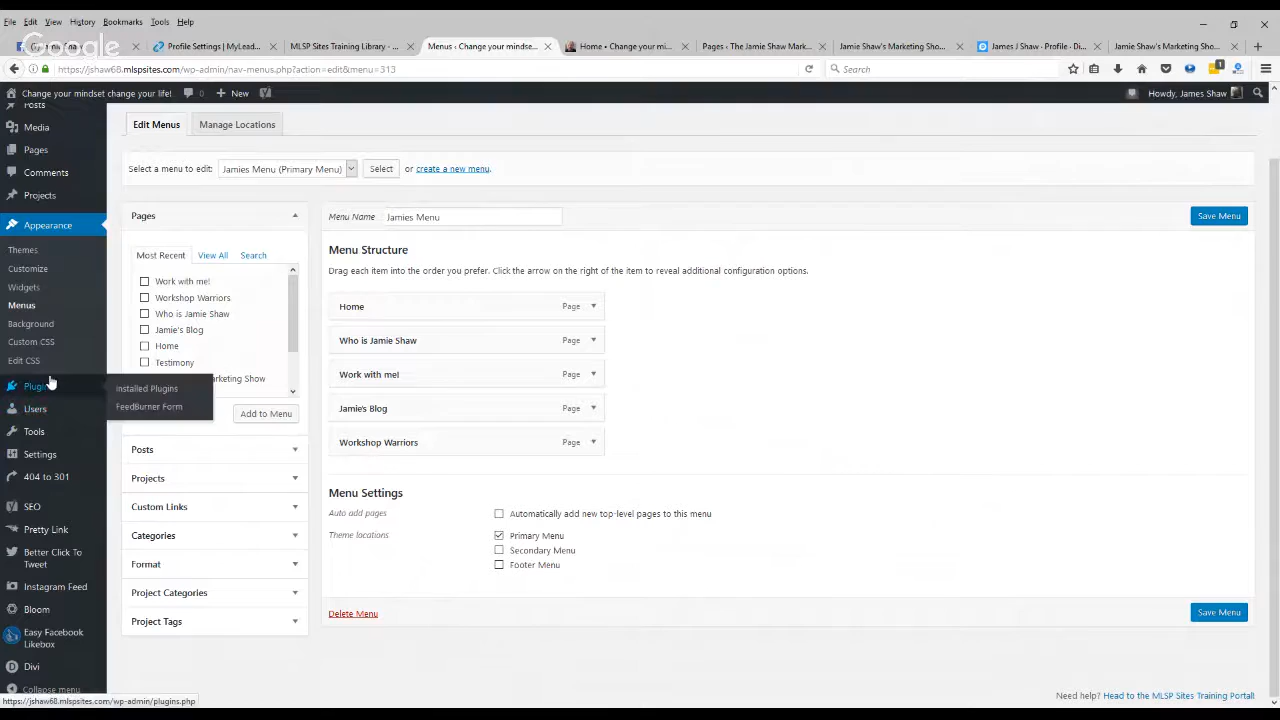 File Edit View History Bookmarks Tools Help
Google
Profile Settings | MyLead...
MLSP Sites Training Library - ...
Menus ‹ Change your mindse...
Home • Change your mi...
Pages ‹ The Jamie Shaw Mark...
Jamie Shaw's Marketing Sho...
James J Shaw - Profile - Di...
Jamie Shaw's Marketing Sho...
https://jshaw68.mlspsites.com/wp-admin/nav-menus.php?action=edit&menu=313
Search
1
Change your mindset change your life!
0
+ New
Howdy, James Shaw
Posts
Media
Pages
Comments
Projects
Appearance
Themes
Customize
Widgets
Menus
Background
Custom CSS
Edit CSS
Plugin
Installed Plugins
FeedBurner Form
Users
Tools
Settings
404 to 301
SEO
Pretty Link
Better Click To
Tweet
Instagram Feed
Bloom
Easy Facebook
Likebox
Divi
Collapse menu
https://jshaw68.mlspsites.com/wp-admin/plugins.php
Edit Menus
Manage Locations
Select a menu to edit: Jamies Menu (Primary Menu) Select or create a new menu.
Pages
Most Recent View All Search
Work with me!
Workshop Warriors
Who is Jamie Shaw
Jamie's Blog
Home
Testimony
arketing Show
Add to Menu
Posts
Projects
Custom Links
Categories
Format
Project Categories
Project Tags
Menu Name Jamies Menu
Save Menu
Menu Structure
Drag each item into the order you prefer. Click the arrow on the right of the item to reveal additional configuration options.
Home Page
Who is Jamie Shaw Page
Work with me! Page
Jamie's Blog Page
Workshop Warriors Page
Menu Settings
Auto add pages Automatically add new top-level pages to this menu
Theme locations Primary Menu
Secondary Menu
Footer Menu
Delete Menu
Save Menu
Need help? Head to the MLSP Sites Training Portal!